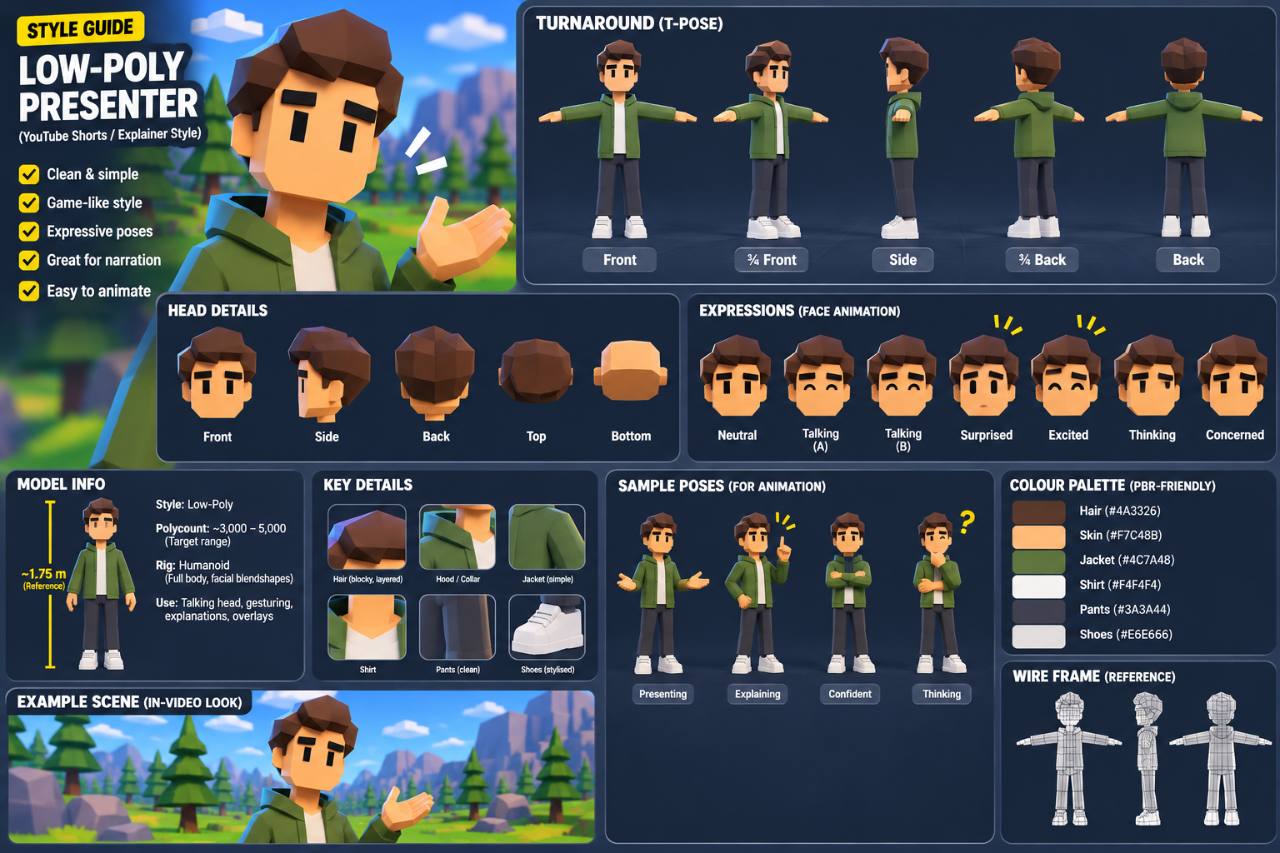 STYLE GUIDE
LOW-POLY
PRESENTER
(YouTube Shorts / Explainer Style)
Clean & simple
Game-like style
Expressive poses
Great for narration
Easy to animate
TURNAROUND (T-POSE)
Front
¾ Front
Side
¾ Back
Back
HEAD DETAILS
Front
Side
Back
Top
Bottom
EXPRESSIONS (FACE ANIMATION)
Neutral
Talking
(A)
Talking
(B)
Surprised
Excited
Thinking
Concerned
MODEL INFO
~1.75 m
(Reference)
Style: Low-Poly
Polycount: ~3,000 – 5,000
(Target range)
Rig: Humanoid
(Full body, facial blendshapes)
Use: Talking head, gesturing,
explanations, overlays
KEY DETAILS
Hair (blocky, layered)
Hood / Collar
Jacket (simple)
Shirt
Pants (clean)
Shoes (stylised)
SAMPLE POSES (FOR ANIMATION)
?
Presenting
Explaining
Confident
Thinking
COLOUR PALETTE (PBR-FRIENDLY)
Hair (#4A3326)
Skin (#F7C48B)
Jacket (#4C7A48)
Shirt (#F4F4F4)
Pants (#3A3A44)
Shoes (#E6E666)
WIRE FRAME (REFERENCE)
EXAMPLE SCENE (IN-VIDEO LOOK)